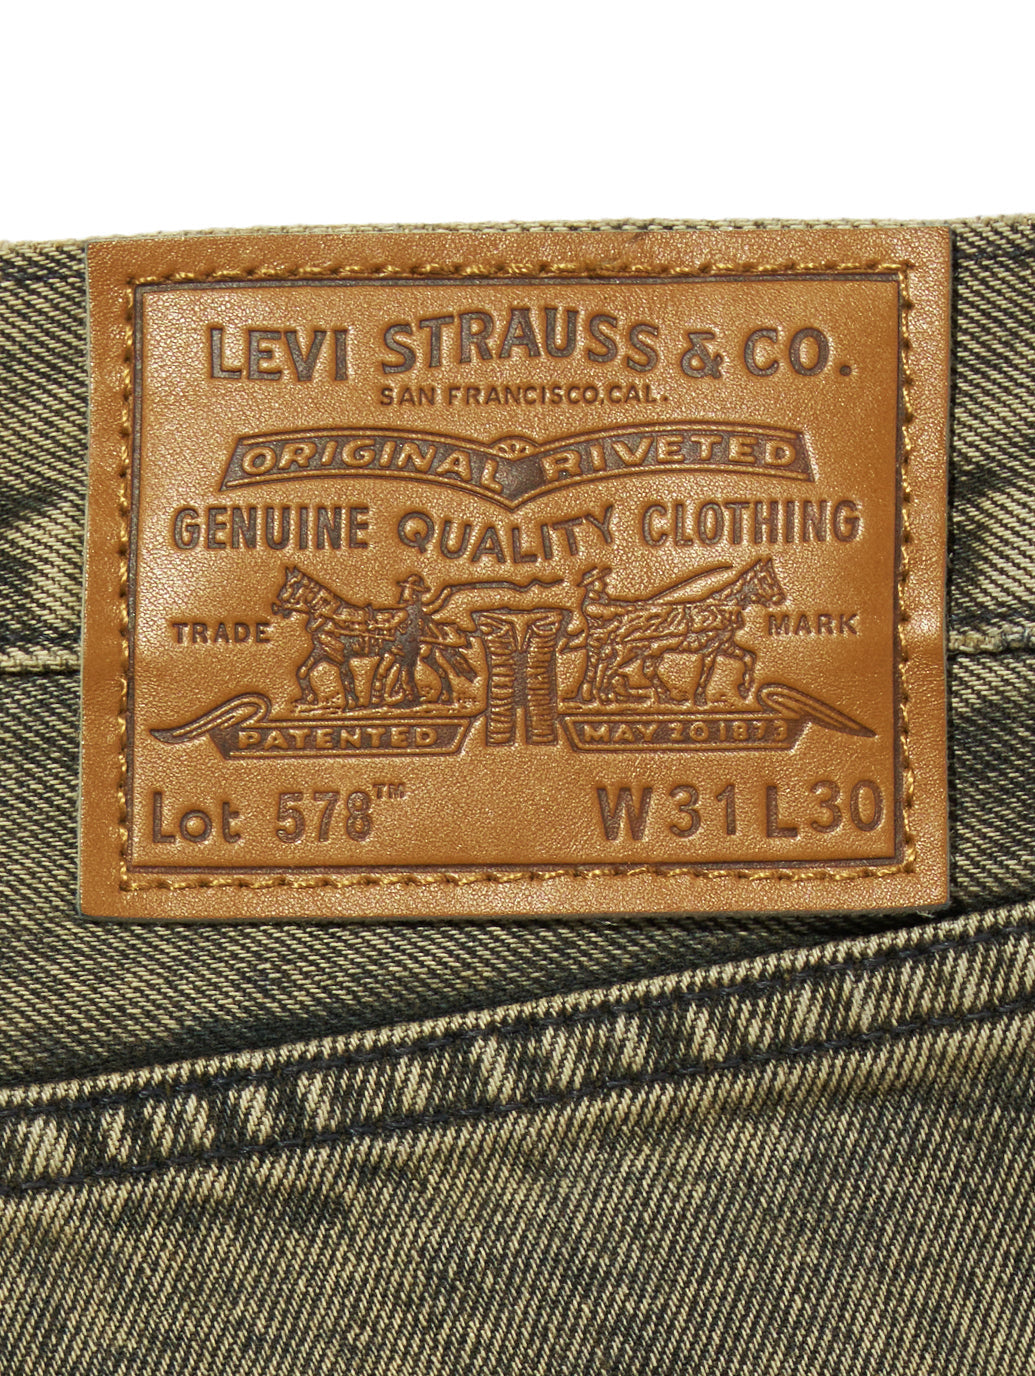 LEVI STRAUSS & CO.
SAN FRANCISCO, CAL.
ORIGINAL RIVETED
GENUINE QUALITY CLOTHING
TRADE MARK
PATENTED MAY 20 1873
Lot 578™ W31 L30